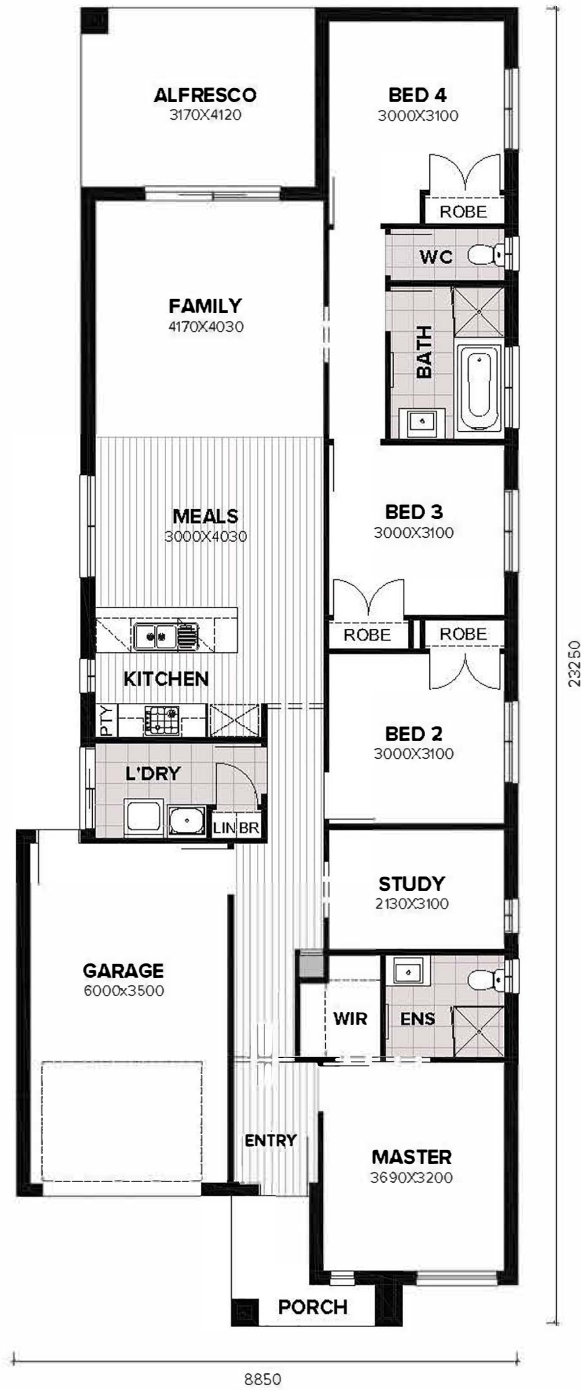 ALFRESCO
3170X4120
BED 4
3000X3100
ROBE
WC
FAMILY
4170X4030
BATH
MEALS
3000X4030
BED 3
3000X3100
ROBE
ROBE
KITCHEN
PTY
BED 2
3000X3100
L'DRY
LIN
BR
STUDY
2130X3100
GARAGE
6000x3500
WIR
ENS
ENTRY
MASTER
3690X3200
PORCH
23250
8850